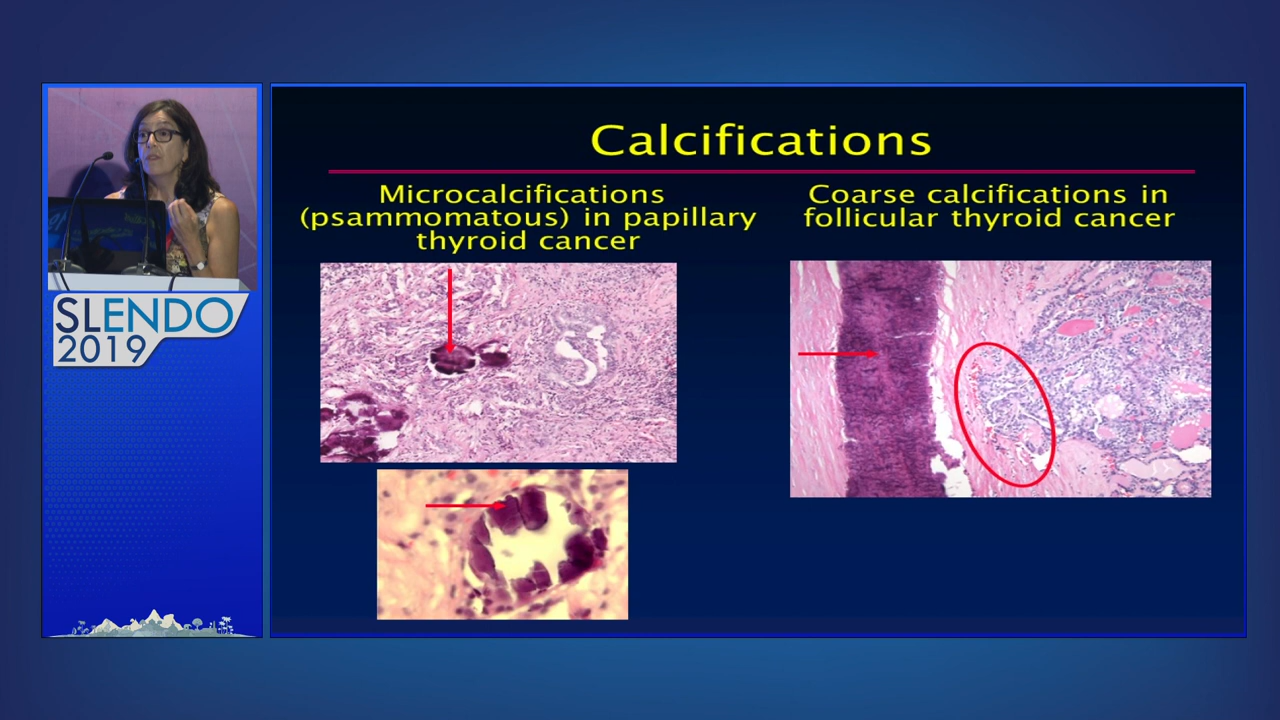 Calcifications
Microcalcifications
(psammomatous) in papillary
thyroid cancer
Coarse calcifications in
follicular thyroid cancer
SLENDO
2019